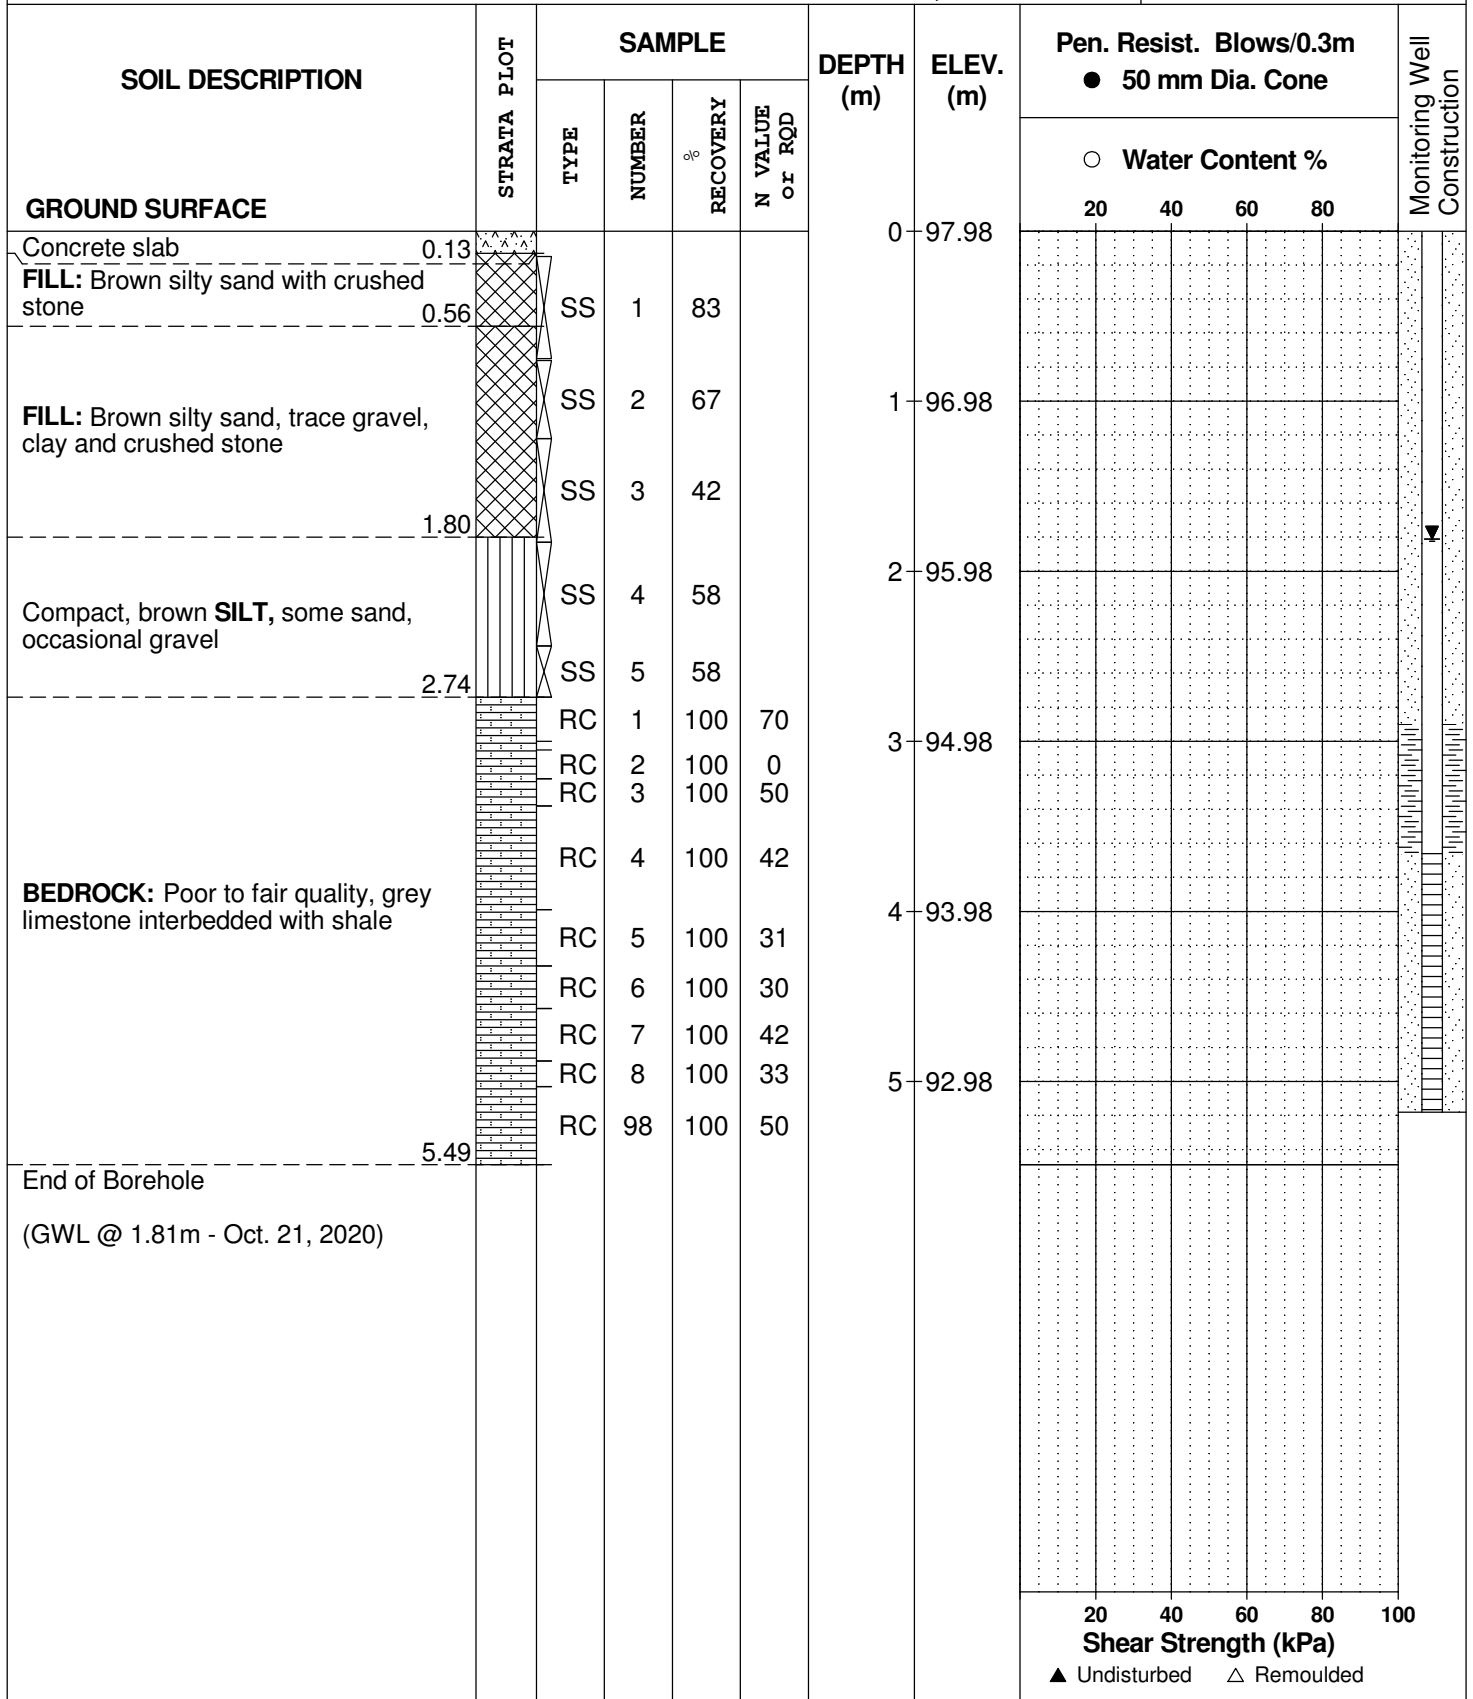 SOIL DESCRIPTION
GROUND SURFACE
STRATA PLOT
SAMPLE
TYPE
NUMBER
% RECOVERY
N VALUE or RQD
DEPTH (m)
ELEV. (m)
Pen. Resist. Blows/0.3m
● 50 mm Dia. Cone
○ Water Content %
20 40 60 80
Monitoring Well Construction
0 97.98
Concrete slab 0.13
FILL: Brown silty sand with crushed
stone 0.56
SS 1 83
SS 2 67
1 96.98
FILL: Brown silty sand, trace gravel,
clay and crushed stone
SS 3 42
1.80
2 95.98
SS 4 58
Compact, brown SILT, some sand,
occasional gravel
SS 5 58
2.74
RC 1 100 70
3 94.98
RC 2 100 0
RC 3 100 50
RC 4 100 42
BEDROCK: Poor to fair quality, grey
limestone interbedded with shale
4 93.98
RC 5 100 31
RC 6 100 30
RC 7 100 42
RC 8 100 33
5 92.98
RC 98 100 50
5.49
End of Borehole
(GWL @ 1.81m - Oct. 21, 2020)
20 40 60 80 100
Shear Strength (kPa)
▲ Undisturbed △ Remoulded